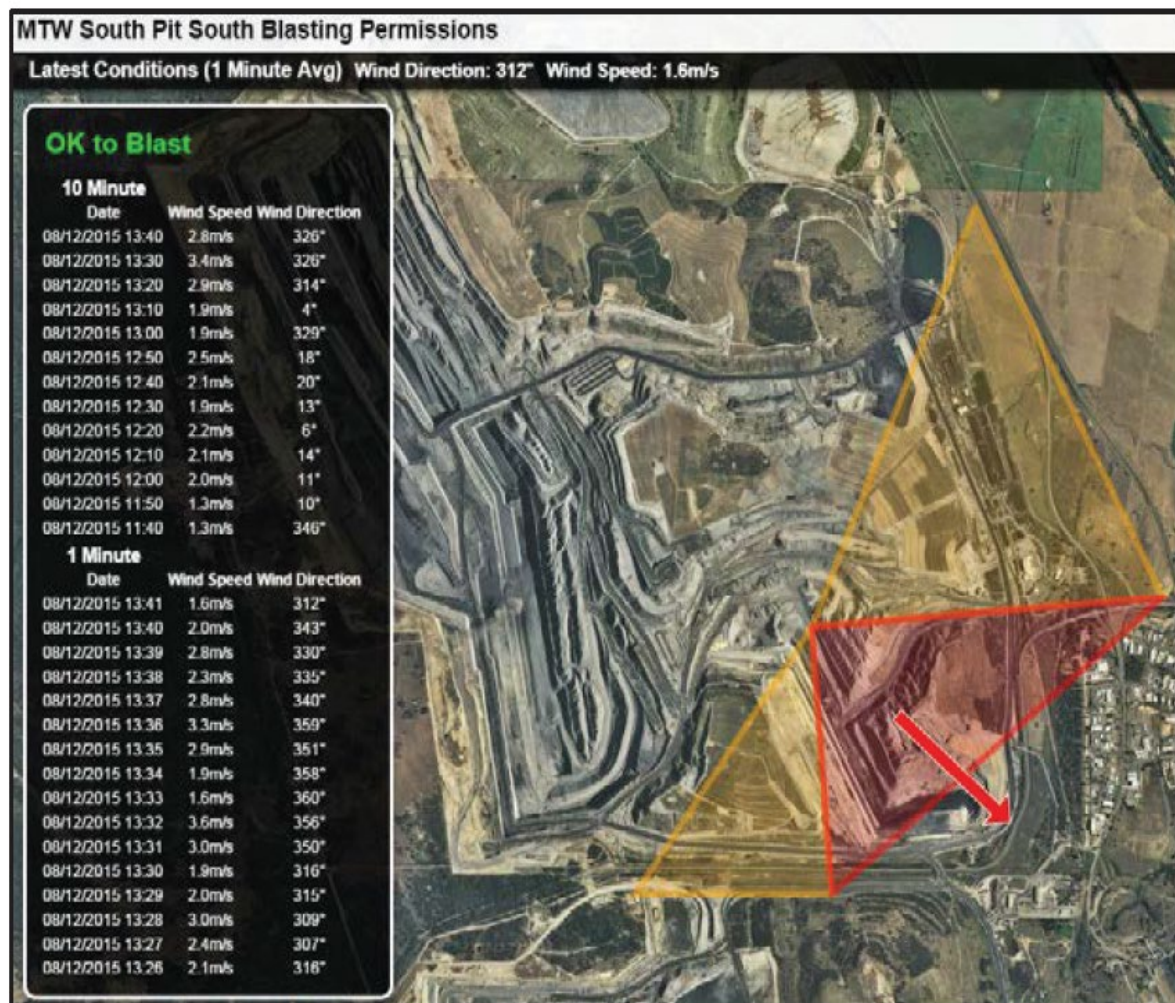 MTW South Pit South Blasting Permissions
Latest Conditions (1 Minute Avg) Wind Direction: 312° Wind Speed: 1.6m/s
OK to Blast
10 Minute
Date Wind Speed Wind Direction
08/12/2015 13:40 2.8m/s 326°
08/12/2015 13:30 3.4m/s 326°
08/12/2015 13:20 2.9m/s 314°
08/12/2015 13:10 1.9m/s 4°
08/12/2015 13:00 1.9m/s 329°
08/12/2015 12:50 2.5m/s 18°
08/12/2015 12:40 2.1m/s 20°
08/12/2015 12:30 1.9m/s 13°
08/12/2015 12:20 2.2m/s 6°
08/12/2015 12:10 2.1m/s 14°
08/12/2015 12:00 2.0m/s 11°
08/12/2015 11:50 1.3m/s 10°
08/12/2015 11:40 1.3m/s 346°
1 Minute
Date Wind Speed Wind Direction
08/12/2015 13:41 1.6m/s 312°
08/12/2015 13:40 2.0m/s 343°
08/12/2015 13:39 2.8m/s 330°
08/12/2015 13:38 2.3m/s 335°
08/12/2015 13:37 2.8m/s 340°
08/12/2015 13:36 3.3m/s 359°
08/12/2015 13:35 2.9m/s 351°
08/12/2015 13:34 1.9m/s 358°
08/12/2015 13:33 1.6m/s 360°
08/12/2015 13:32 3.6m/s 356°
08/12/2015 13:31 3.0m/s 350°
08/12/2015 13:30 1.9m/s 316°
08/12/2015 13:29 2.0m/s 315°
08/12/2015 13:28 3.0m/s 309°
08/12/2015 13:27 2.4m/s 307°
08/12/2015 13:26 2.1m/s 316°